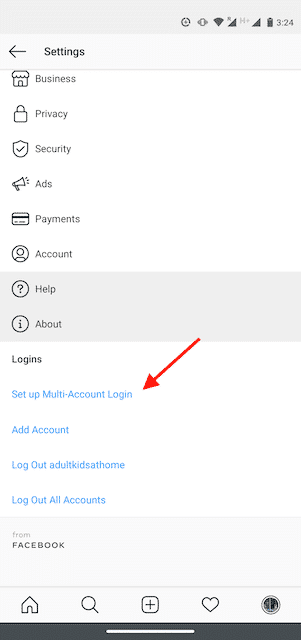 H+
3:24
Settings
Business
Privacy
Security
Ads
Payments
Account
Help
About
Logins
Set up Multi-Account Login
Add Account
Log Out adultkidsathome
Log Out All Accounts
from
FACEBOOK